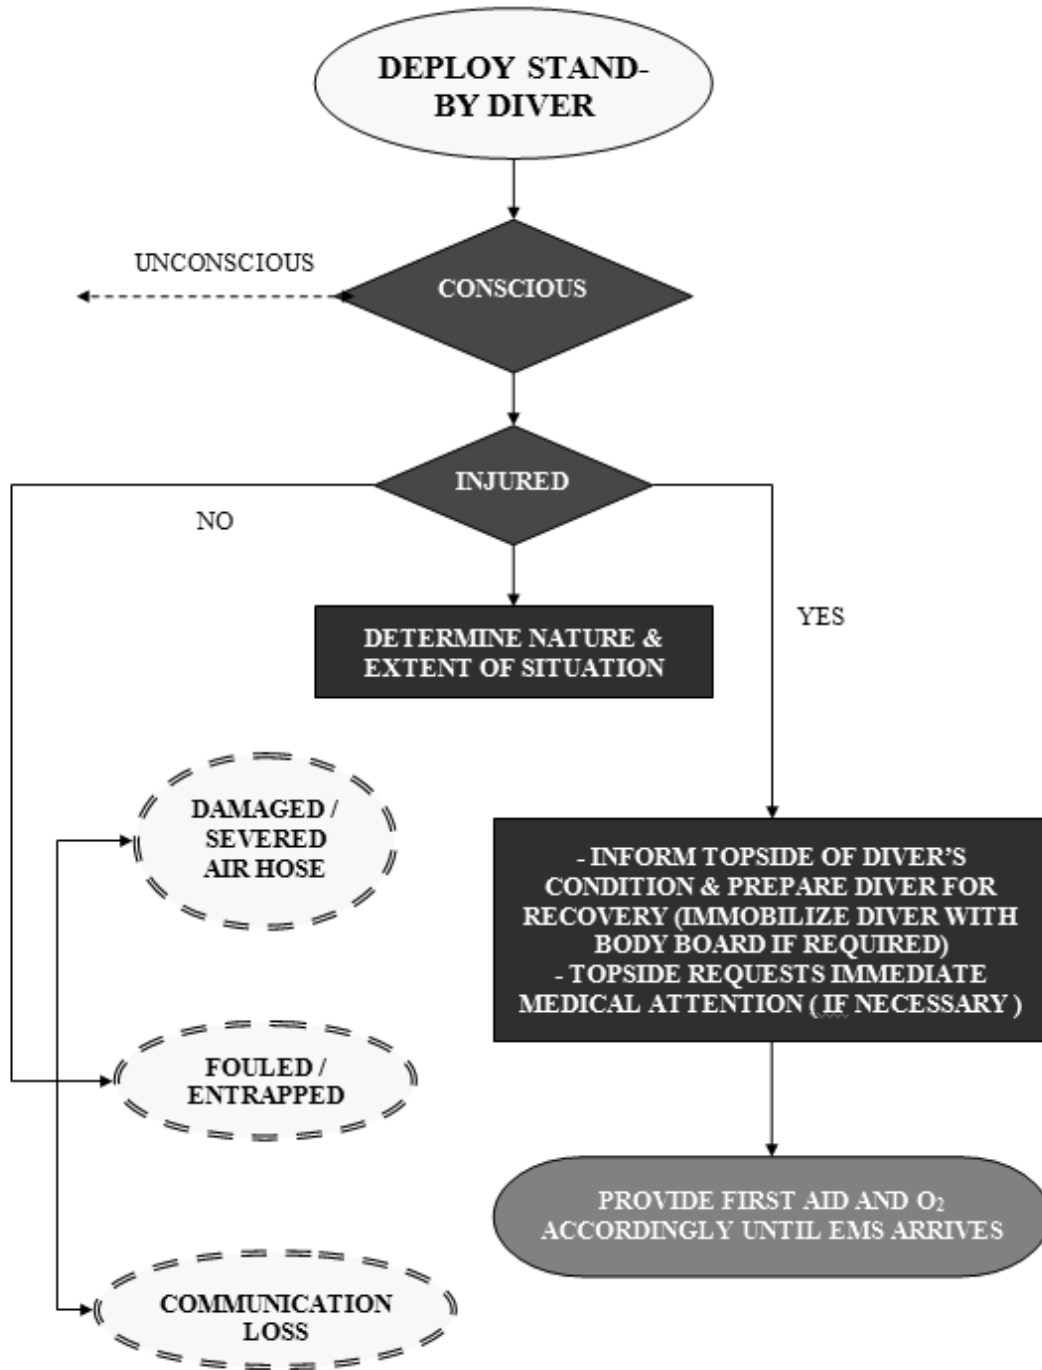 DEPLOY STAND-
BY DIVER
UNCONSCIOUS
CONSCIOUS
INJURED
NO
YES
DETERMINE NATURE &
EXTENT OF SITUATION
DAMAGED /
SEVERED
AIR HOSE
- INFORM TOPSIDE OF DIVER’S
CONDITION & PREPARE DIVER FOR
RECOVERY (IMMOBILIZE DIVER WITH
BODY BOARD IF REQUIRED)
- TOPSIDE REQUESTS IMMEDIATE
MEDICAL ATTENTION ( IF NECESSARY )
FOULED /
ENTRAPPED
PROVIDE FIRST AID AND O₂
ACCORDINGLY UNTIL EMS ARRIVES
COMMUNICATION
LOSS